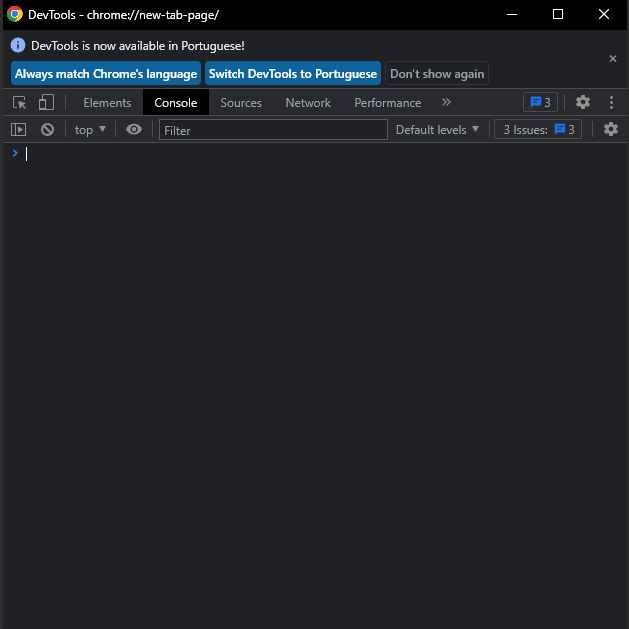 DevTools - chrome://new-tab-page/
DevTools is now available in Portuguese!
Always match Chrome's language Switch DevTools to Portuguese Don't show again
Elements Console Sources Network Performance 3
top Filter Default levels 3 Issues: 3